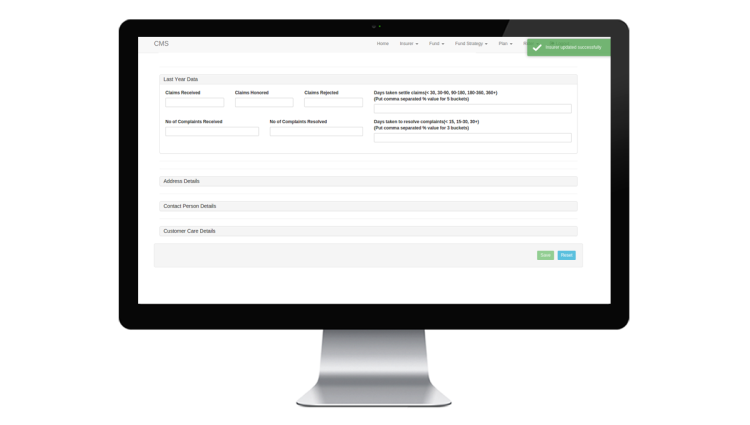 CMS
Home Insurer Fund Fund Strategy Plan
Insurer updated successfully
Last Year Data
Claims Received Claims Honored Claims Rejected Days taken settle claims(< 30, 30-90, 90-180, 180-360, 360+)
(Put comma separated % value for 5 buckets)
No of Complaints Received No of Complaints Resolved Days taken to resolve complaints(< 15, 15-30, 30+)
(Put comma separated % value for 3 buckets)
Address Details
Contact Person Details
Customer Care Details
Save Reset